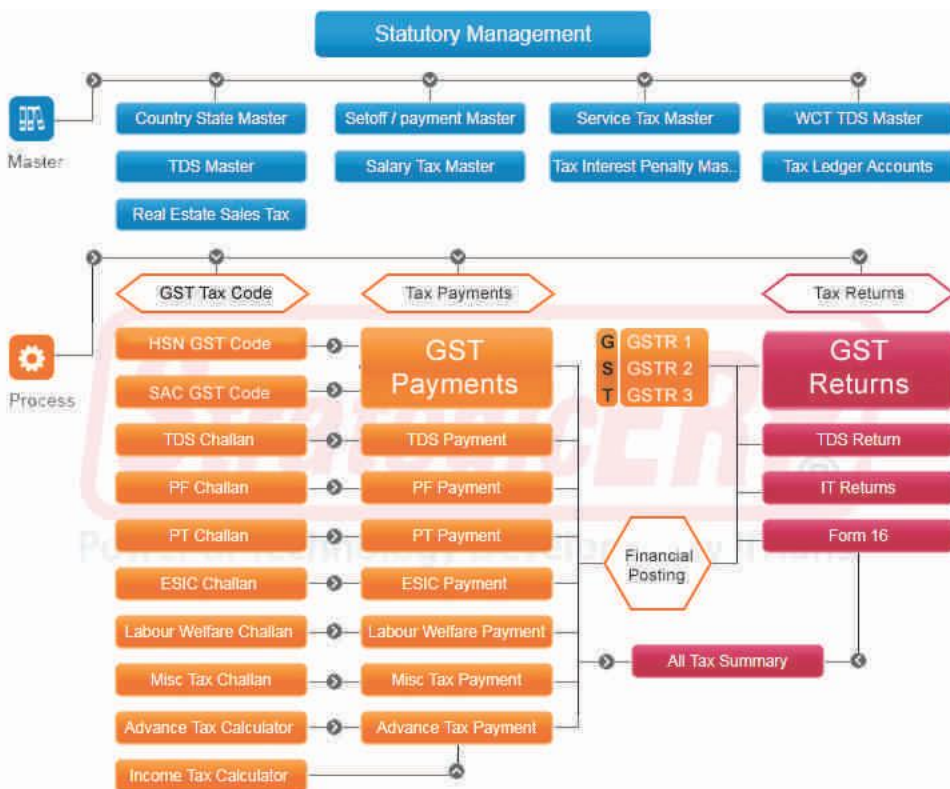 Statutory Management
Master
Country State Master
Setoff / payment Master
Service Tax Master
WCT TDS Master
TDS Master
Salary Tax Master
Tax Interest Penalty Mas..
Tax Ledger Accounts
Real Estate Sales Tax
Process
GST Tax Code
Tax Payments
Tax Returns
HSN GST Code
GST
Payments
G GSTR 1
S GSTR 2
T GSTR 3
GST
Returns
SAC GST Code
TDS Challan
TDS Payment
TDS Return
PF Challan
PF Payment
IT Returns
PT Challan
PT Payment
Form 16
Financial
Posting
ESIC Challan
ESIC Payment
Labour Welfare Challan
Labour Welfare Payment
All Tax Summary
Misc Tax Challan
Misc Tax Payment
Advance Tax Calculator
Advance Tax Payment
Income Tax Calculator